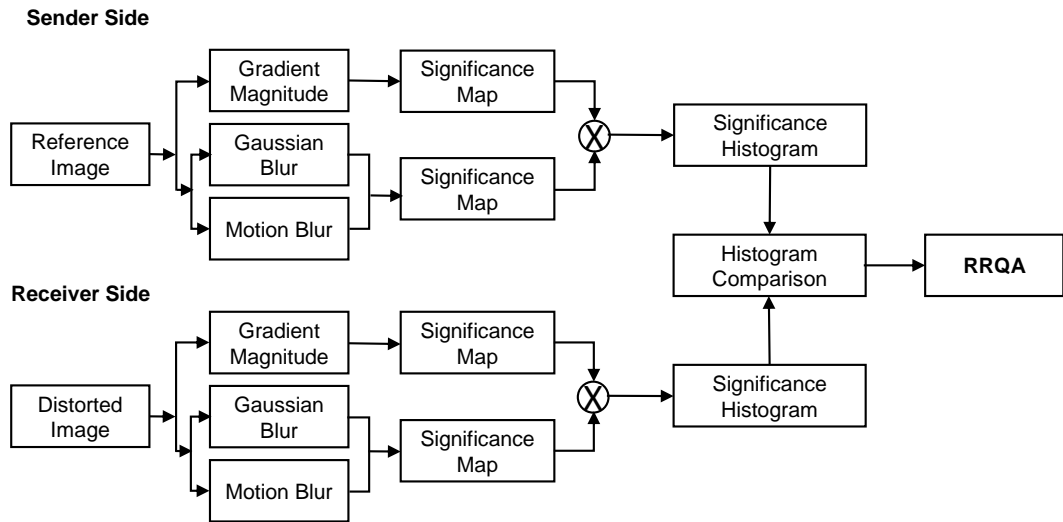 Sender Side
Gradient
Magnitude
Significance
Map
Reference
Image
Gaussian
Blur
Significance
Map
Motion Blur
X
Significance
Histogram
Histogram
Comparison
RRQA
Receiver Side
Gradient
Magnitude
Significance
Map
Distorted
Image
Gaussian
Blur
Significance
Map
Motion Blur
X
Significance
Histogram